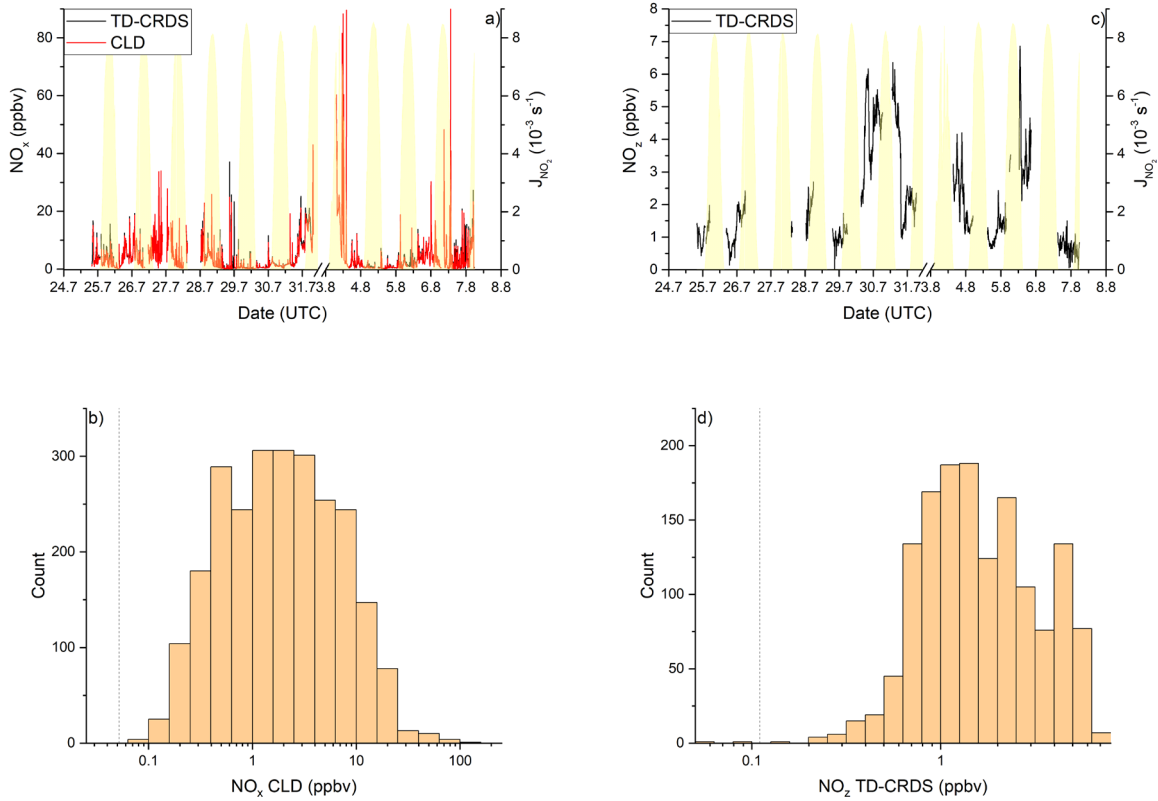 TD-CRDS
CLD
a)
80
60
40
20
0
NOx (ppbv)
8
6
4
2
0
JNO2 (10-3 s-1)
24.7 25.7 26.7 27.7 28.7 29.7 30.7 31.7 3.8 4.8 5.8 6.8 7.8 8.8
Date (UTC)
TD-CRDS
c)
8
7
6
5
4
3
2
1
0
NOz (ppbv)
8
6
4
2
0
JNO2 (10-3 s-1)
24.7 25.7 26.7 27.7 28.7 29.7 30.7 31.7 3.8 4.8 5.8 6.8 7.8 8.8
Date (UTC)
b)
300
200
100
0
Count
0.1 1 10 100
NOx CLD (ppbv)
d)
200
150
100
50
0
Count
0.1 1
NOz TD-CRDS (ppbv)